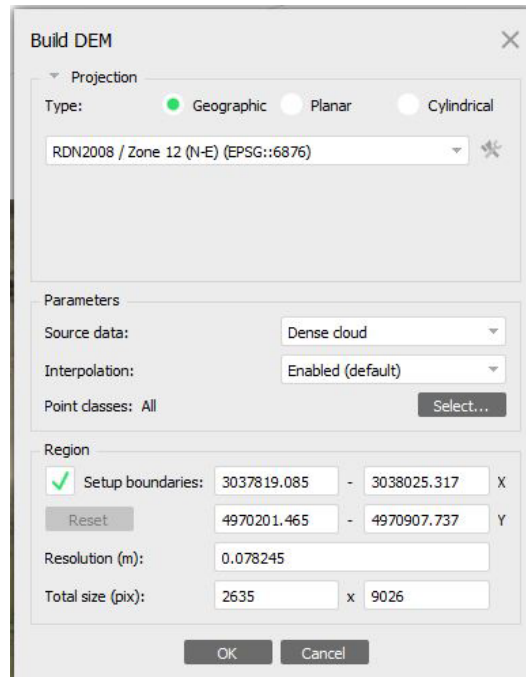 Build DEM
Projection
Type: Geographic Planar Cylindrical
RDN2008 / Zone 12 (N-E) (EPSG::6876)
Parameters
Source data: Dense cloud
Interpolation: Enabled (default)
Point classes: All Select...
Region
Setup boundaries: 3037819.085 - 3038025.317 X
Reset 4970201.465 - 4970907.737 Y
Resolution (m): 0.078245
Total size (pix): 2635 x 9026
OK Cancel